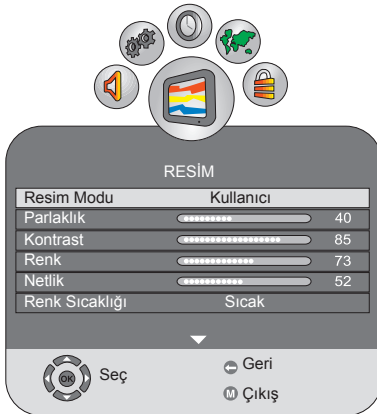 RESİM
Resim Modu Kullanıcı
Parlaklık 40
Kontrast 85
Renk 73
Netlik 52
Renk Sıcaklığı Sıcak
OK Seç
Geri
M Çıkış